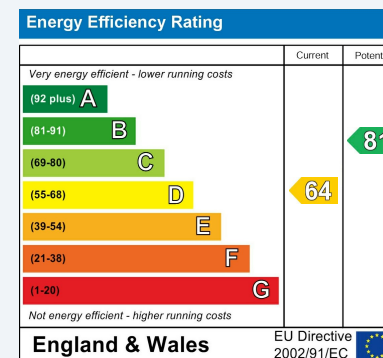 Energy Efficiency Rating
Current Potent
Very energy efficient - lower running costs
(92 plus) A
(81-91) B
81
(69-80) C
(55-68) D
64
(39-54) E
(21-38) F
(1-20) G
Not energy efficient - higher running costs
England & Wales
EU Directive
2002/91/EC